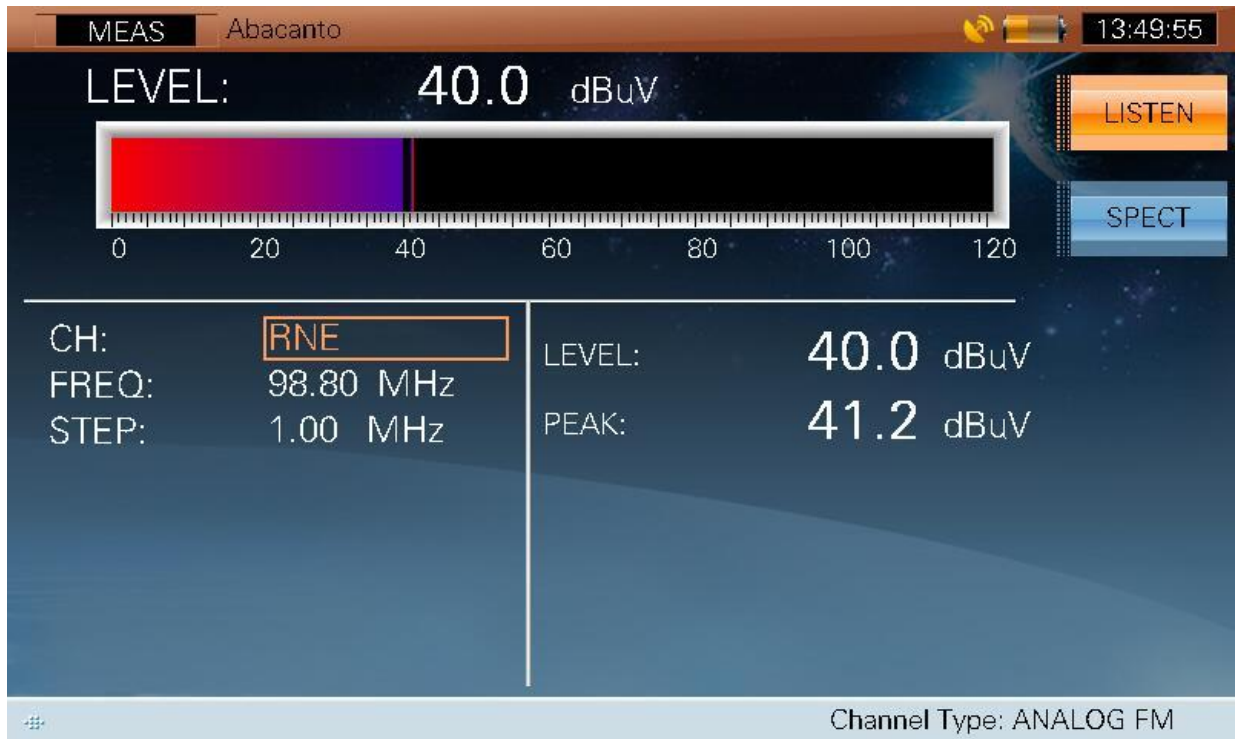 MEAS Abacanto 13:49:55
LEVEL: 40.0 dBuV
LISTEN
SPECT
0 20 40 60 80 100 120
CH: RNE
FREQ: 98.80 MHz
STEP: 1.00 MHz
LEVEL: 40.0 dBuV
PEAK: 41.2 dBuV
Channel Type: ANALOG FM